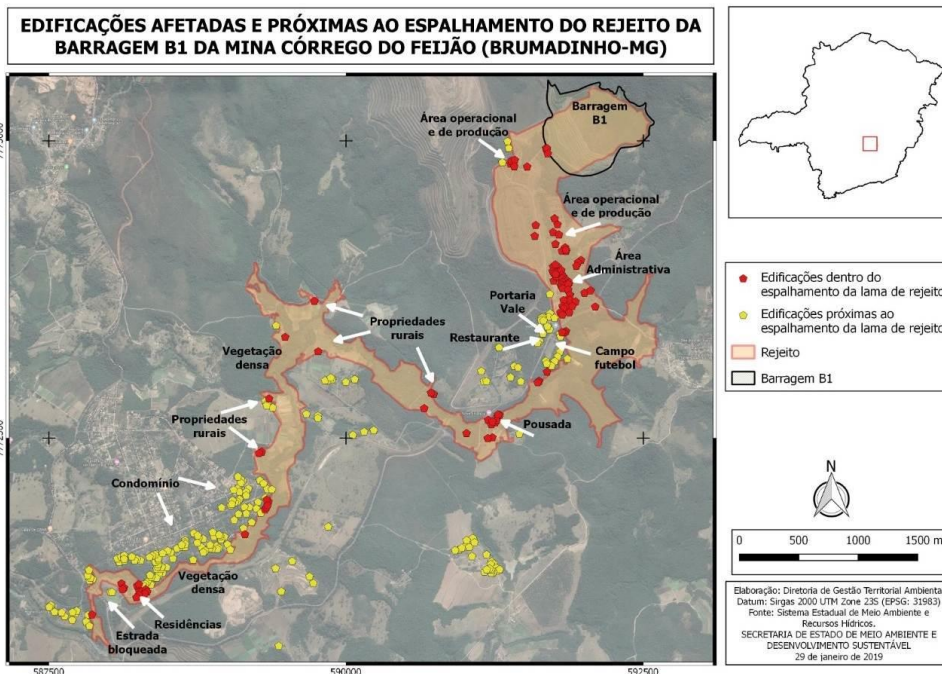 EDIFICAÇÕES AFETADAS E PRÓXIMAS AO ESPALHAMENTO DO REJEITO DA
BARRAGEM B1 DA MINA CÓRREGO DO FEIJÃO (BRUMADINHO-MG)
Barragem
B1
Área operacional
e de produção
Área operacional
e de produção
Área
Administrativa
Portaria
Vale
Propriedades
rurais
Restaurante
Vegetação
densa
Campo
futebol
Propriedades
rurais
Pousada
Condomínio
Vegetação
densa
Residências
Estrada
bloqueada
7775000
7772500
587500
590000
592500
Edificações dentro do
espalhamento da lama de rejeito
Edificações próximas ao
espalhamento da lama de rejeito
Rejeito
Barragem B1
N
0 500 1000 1500 m
Elaboração: Diretoria de Gestão Territorial Ambienta
Datum: Sirgas 2000 UTM Zone 23S (EPSG: 31983)
Fonte: Sistema Estadual de Meio Ambiente e
Recursos Hídricos.
SECRETARIA DE ESTADO DE MEIO AMBIENTE E
DESENVOLVIMENTO SUSTENTÁVEL
29 de janeiro de 2019